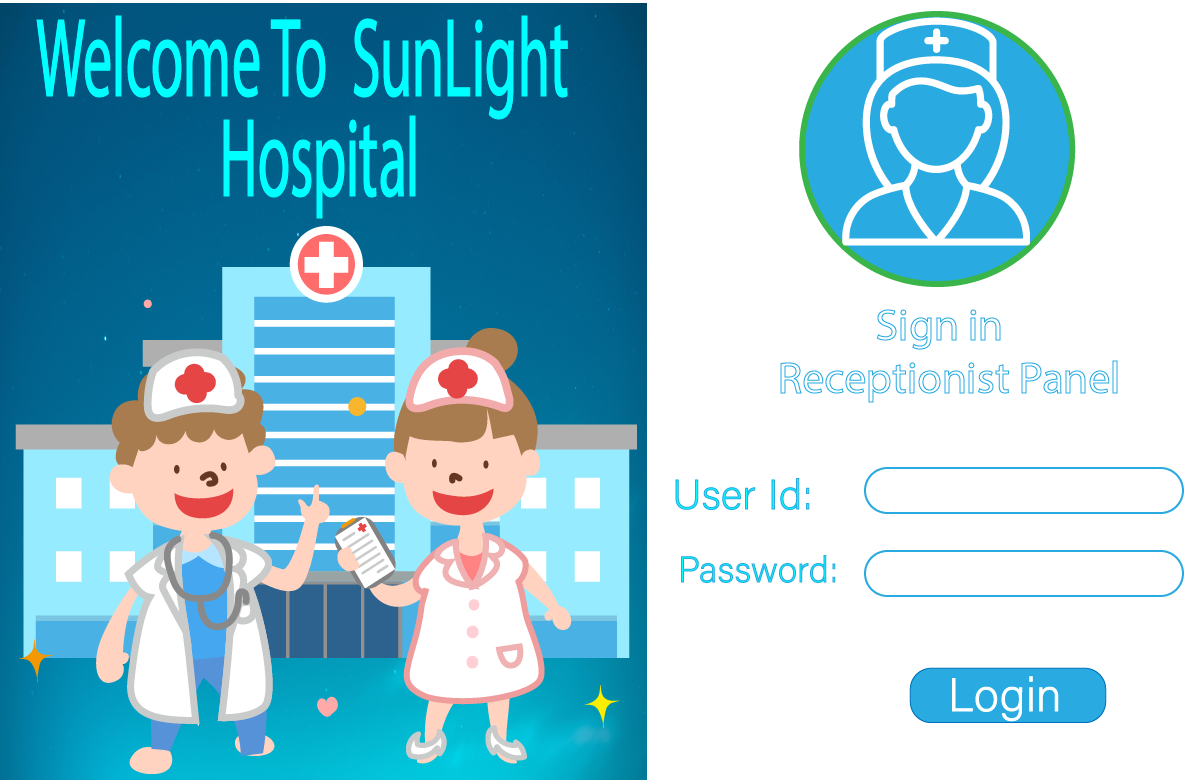 Welcome To SunLight
Hospital
Sign in
Receptionist Panel
User Id:
Password:
Login